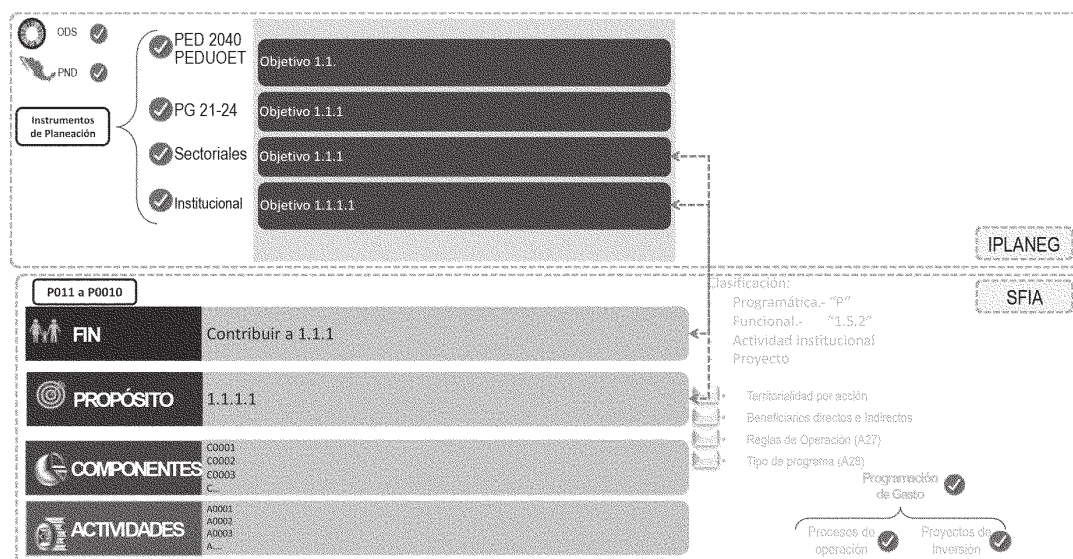 ODS
PND
Instrumentos
de Planeación
PED 2040
PEDUOET
Objetivo 1.1.
PG 21-24
Objetivo 1.1.1
Sectoriales
Objetivo 1.1.1
Institucional
Objetivo 1.1.1.1
IPLANEG
P011 a P0010
SFIA
FIN
Contribuir a 1.1.1
PROPÓSITO
1.1.1.1
COMPONENTES
C0001
C0002
C0003
C...
ACTIVIDADES
A0001
A0002
A0003
A....
Clasificación:
Programática.- "P"
Funcional.- "1.5.2"
Actividad institucional
Proyecto
Territorialidad por acción
Beneficiarios directos e Indirectos
Reglas de Operación (A27)
Tipo de programa (A28)
Programación
de Gasto
Procesos de
operación
Proyectos de
Inversión